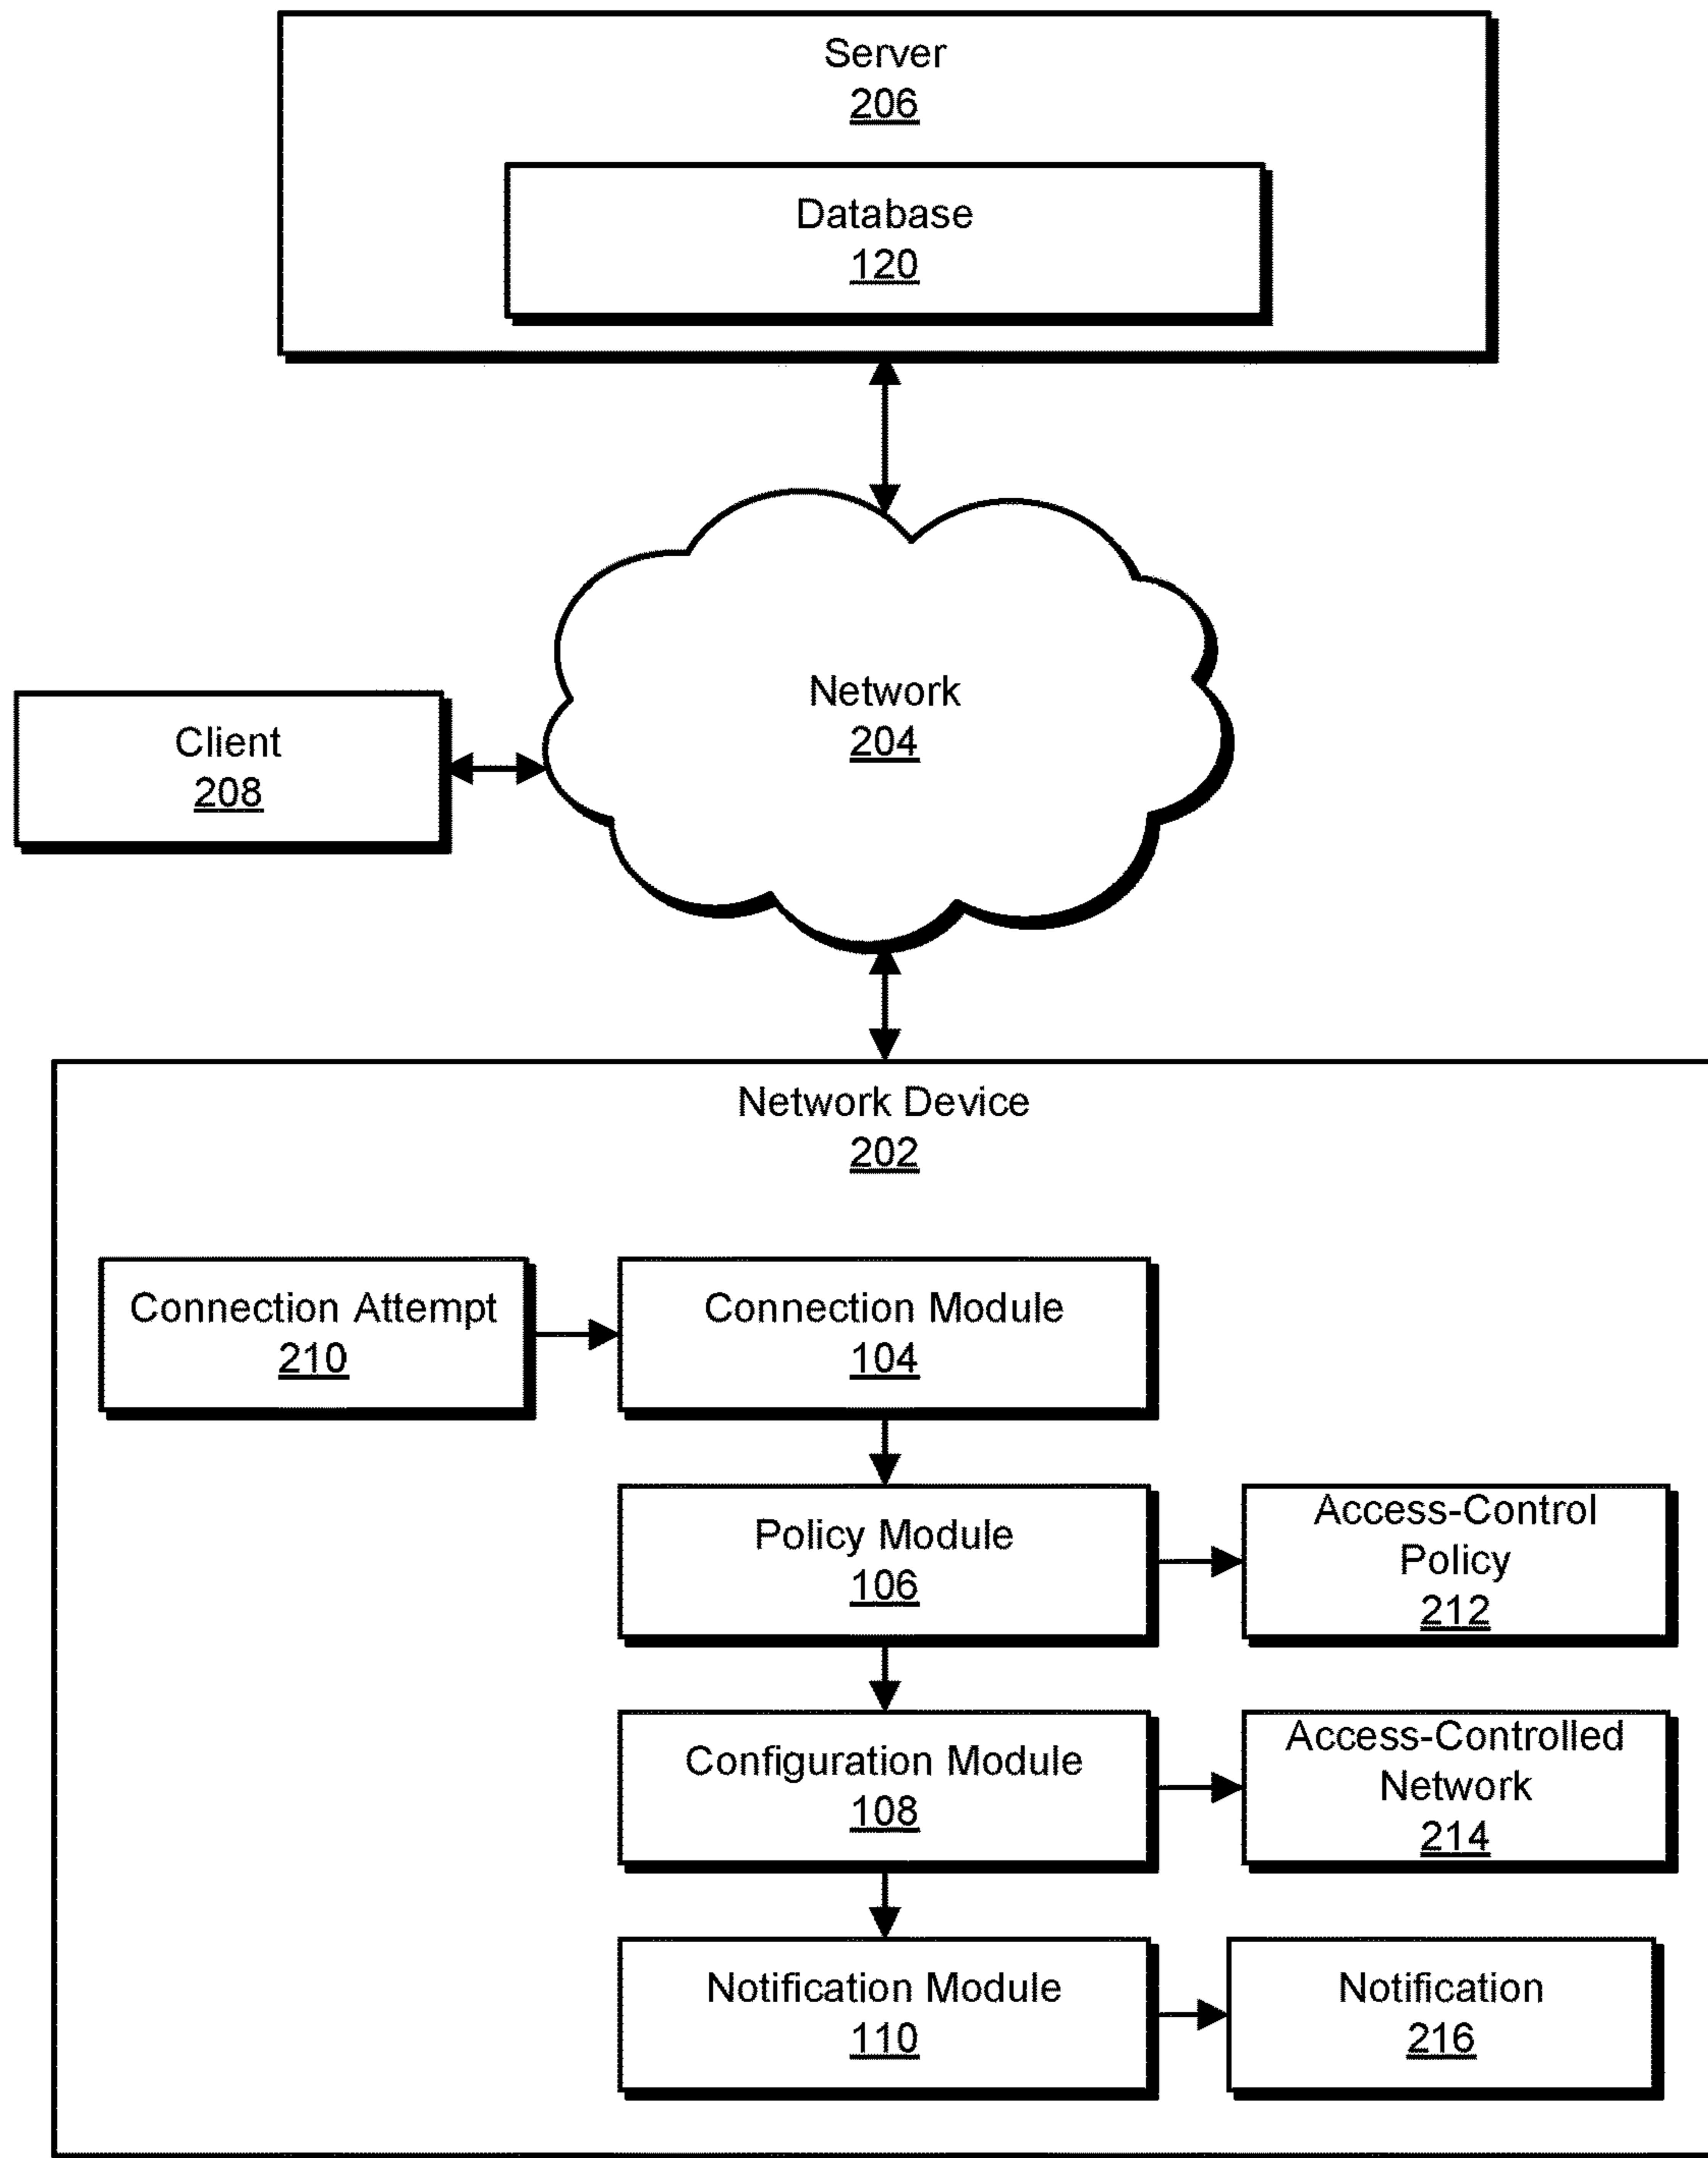 Server
206
Database
120
Network
204
Client
208
Network Device
202
Connection Attempt
210
Connection Module
104
Policy Module
106
Access-Control
Policy
212
Configuration Module
108
Access-Controlled
Network
214
Notification Module
110
Notification
216